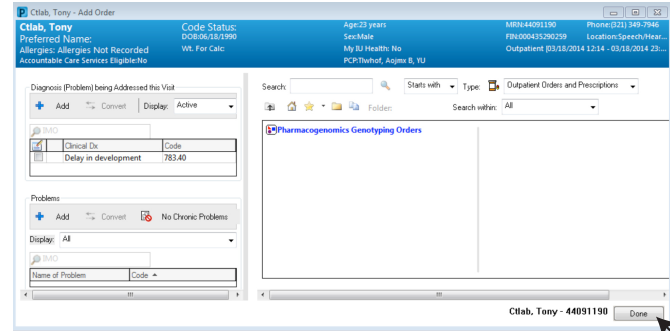 Ctlab, Tony - Add Order
Ctlab, Tony
Code Status:
Age:23 years
MRN:44091190
Phone:(321) 349-7946
Preferred Name:
DOB:06/18/1990
Sex:Male
FIN:000435290259
Location:Speech/Hear...
Allergies: Allergies Not Recorded
Wt. For Calc:
My IU Health: No
Outpatient [03/18/2014 12:14 - 03/18/2014 23:...
Accountable Care Services Eligible:No
PCP:Tlwhof, Aojmx B, YU
Diagnosis (Problem) being Addressed this Visit
Add
Convert
Display: Active
IMO
Clinical Dx
Code
Delay in development
783.40
Problems
Add
Convert
No Chronic Problems
Display: All
IMO
Name of Problem
Code
Search:
Starts with
Type:
Outpatient Orders and Prescriptions
Folder:
Search within: All
Pharmacogenomics Genotyping Orders
Ctlab, Tony - 44091190
Done